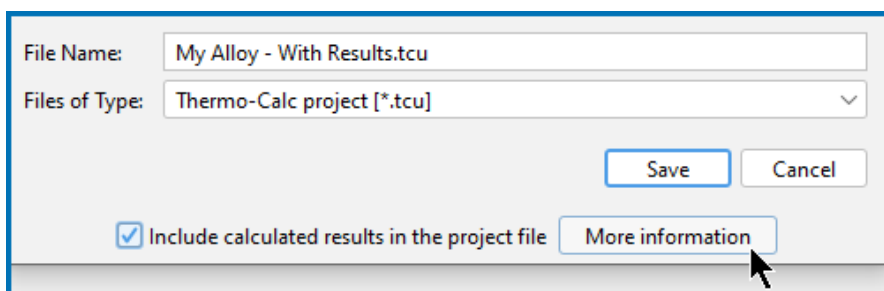 File Name: My Alloy - With Results.tcu
Files of Type: Thermo-Calc project [*.tcu]
Save Cancel
Include calculated results in the project file More information